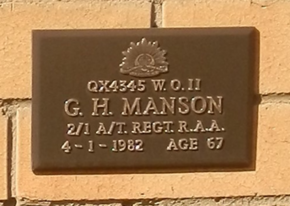 QX4345 W.O.II
G. H. MANSON
2/1 A/T. REGT. R.A.A.
4-1-1982 AGE 67